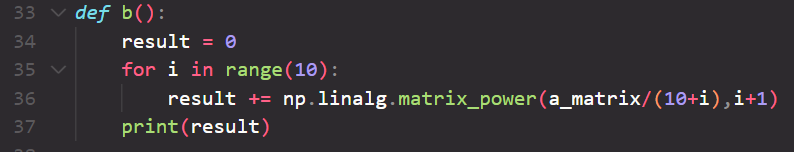 33 def b():
34     result = 0
35     for i in range(10):
36         result += np.linalg.matrix_power(a_matrix/(10+i),i+1)
37     print(result)